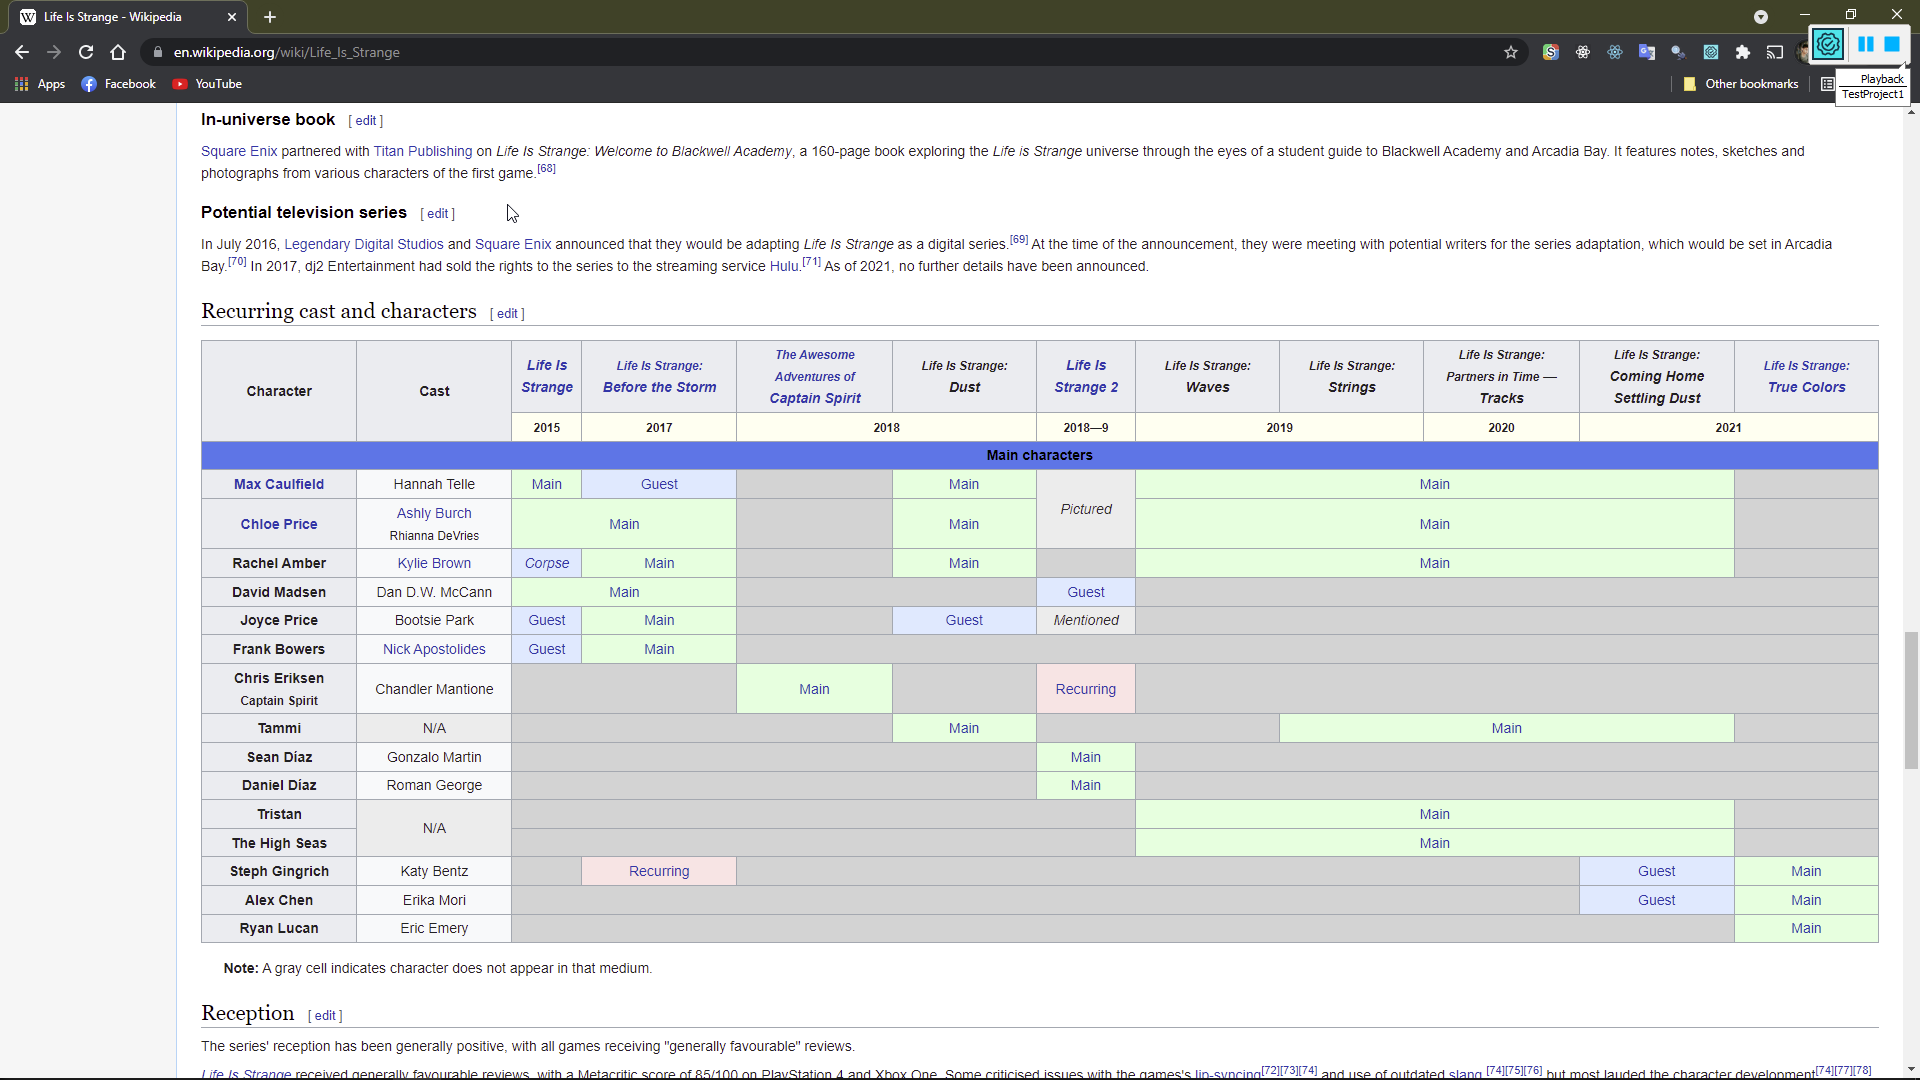 Life Is Strange - Wikipedia
en.wikipedia.org/wiki/Life_Is_Strange
Apps
Facebook
YouTube
Other bookmarks
Playback
TestProject1
In-universe book [ edit ]
Square Enix partnered with Titan Publishing on Life Is Strange: Welcome to Blackwell Academy, a 160-page book exploring the Life is Strange universe through the eyes of a student guide to Blackwell Academy and Arcadia Bay. It features notes, sketches and
photographs from various characters of the first game.[68]
Potential television series [ edit ]
In July 2016, Legendary Digital Studios and Square Enix announced that they would be adapting Life Is Strange as a digital series.[69] At the time of the announcement, they were meeting with potential writers for the series adaptation, which would be set in Arcadia
Bay.[70] In 2017, dj2 Entertainment had sold the rights to the series to the streaming service Hulu.[71] As of 2021, no further details have been announced.
Recurring cast and characters [ edit ]
Character
Cast
Life Is
Strange
Life Is Strange:
Before the Storm
The Awesome
Adventures of
Captain Spirit
Life Is Strange:
Dust
Life Is
Strange 2
Life Is Strange:
Waves
Life Is Strange:
Strings
Life Is Strange:
Partners in Time —
Tracks
Life Is Strange:
Coming Home
Settling Dust
Life Is Strange:
True Colors
2015 2017 2018 2018—9 2019 2020 2021
Main characters
Max Caulfield Hannah Telle Main Guest Main Pictured Main
Chloe Price Ashly Burch Main Main Main
Rhianna DeVries
Rachel Amber Kylie Brown Corpse Main Main Main
David Madsen Dan D.W. McCann Main Guest
Joyce Price Bootsie Park Guest Main Guest Mentioned
Frank Bowers Nick Apostolides Guest Main
Chris Eriksen Chandler Mantione Main Recurring
Captain Spirit
Tammi N/A Main Main
Sean Díaz Gonzalo Martin Main
Daniel Díaz Roman George Main
Tristan N/A Main
The High Seas Main
Steph Gingrich Katy Bentz Recurring Guest Main
Alex Chen Erika Mori Guest Main
Ryan Lucan Eric Emery Main
Note: A gray cell indicates character does not appear in that medium.
Reception [ edit ]
The series' reception has been generally positive, with all games receiving "generally favourable" reviews.
Life Is Strange received generally favourable reviews, with a Metacritic score of 85/100 on PlayStation 4 and Xbox One. Some criticised issues with the games's lip-syncing[72][73][74] and use of outdated slang,[74][75][76] but most lauded the character development[74][77][78]